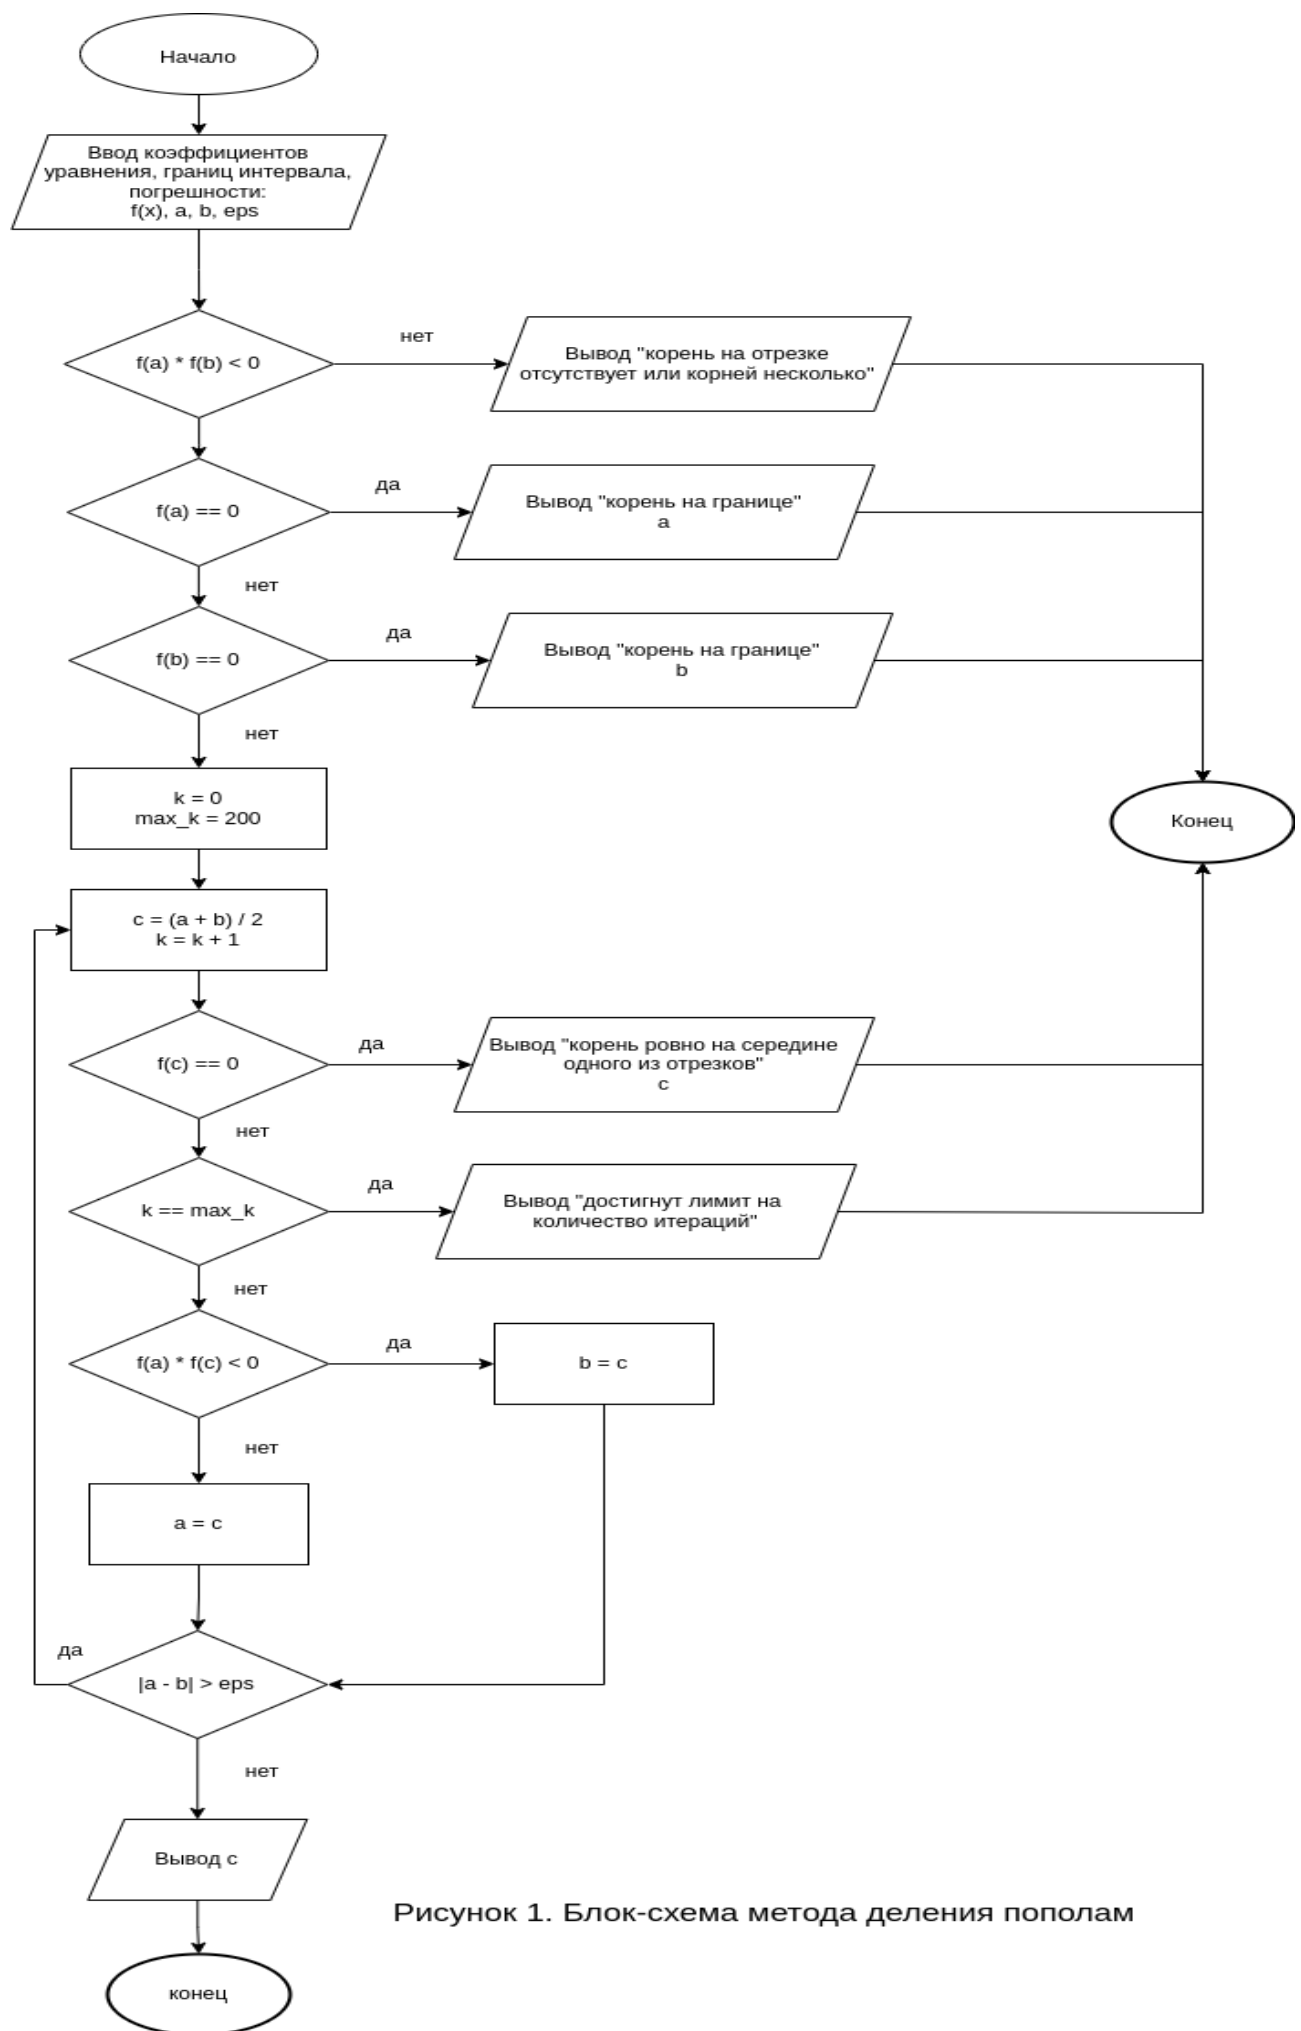 Начало
Ввод коэффициентов
уравнения, границ интервала,
погрешности:
f(x), a, b, eps
f(a) * f(b) < 0
нет
Вывод "корень на отрезке
отсутствует или корней несколько"
f(a) == 0
да
Вывод "корень на границе"
a
нет
f(b) == 0
да
Вывод "корень на границе"
b
нет
k = 0
max_k = 200
Конец
c = (a + b) / 2
k = k + 1
f(c) == 0
да
Вывод "корень ровно на середине
одного из отрезков"
c
нет
k == max_k
да
Вывод "достигнут лимит на
количество итераций"
нет
f(a) * f(c) < 0
да
b = c
нет
a = c
да
|a - b| > eps
нет
Вывод c
Рисунок 1. Блок-схема метода деления пополам
конец